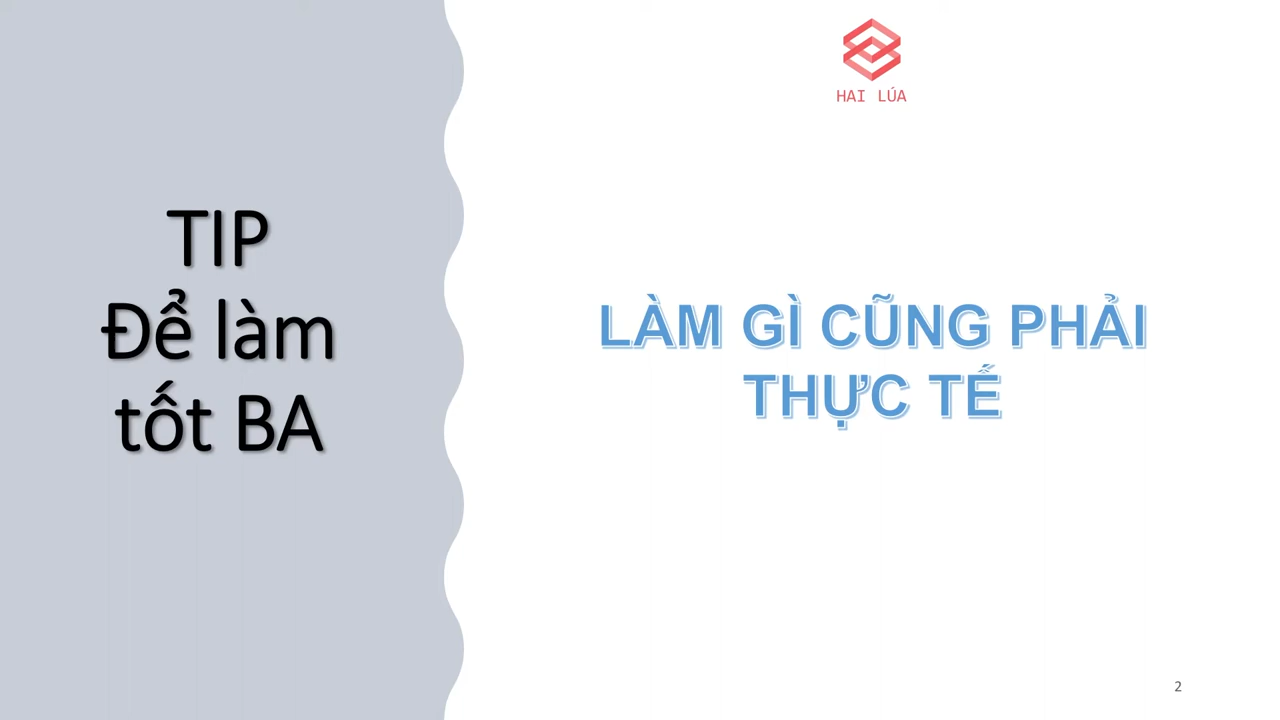 TIP
Để làm
tốt BA
HAI LÚA
LÀM GÌ CŨNG PHẢI
THỰC TẾ
2